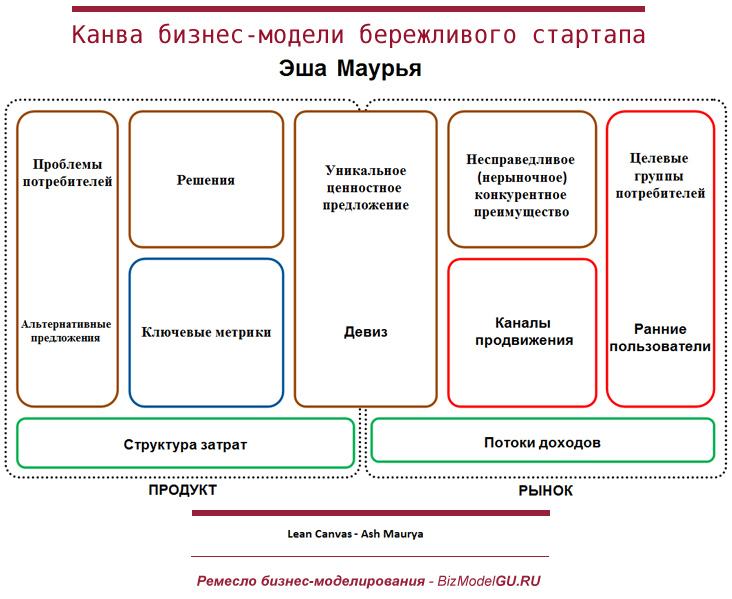 Канва бизнес-модели бережливого стартапа
Эша Маурья
Проблемы
потребителей
Альтернативные
предложения
Решения
Ключевые метрики
Уникальное
ценностное
предложение
Девиз
Несправедливое
(нерыночное)
конкурентное
преимущество
Каналы
продвижения
Целевые
группы
потребителей
Ранние
пользователи
Структура затрат
Потоки доходов
ПРОДУКТ
РЫНОК
Lean Canvas - Ash Maurya
Ремесло бизнес-моделирования - BizModelGU.RU